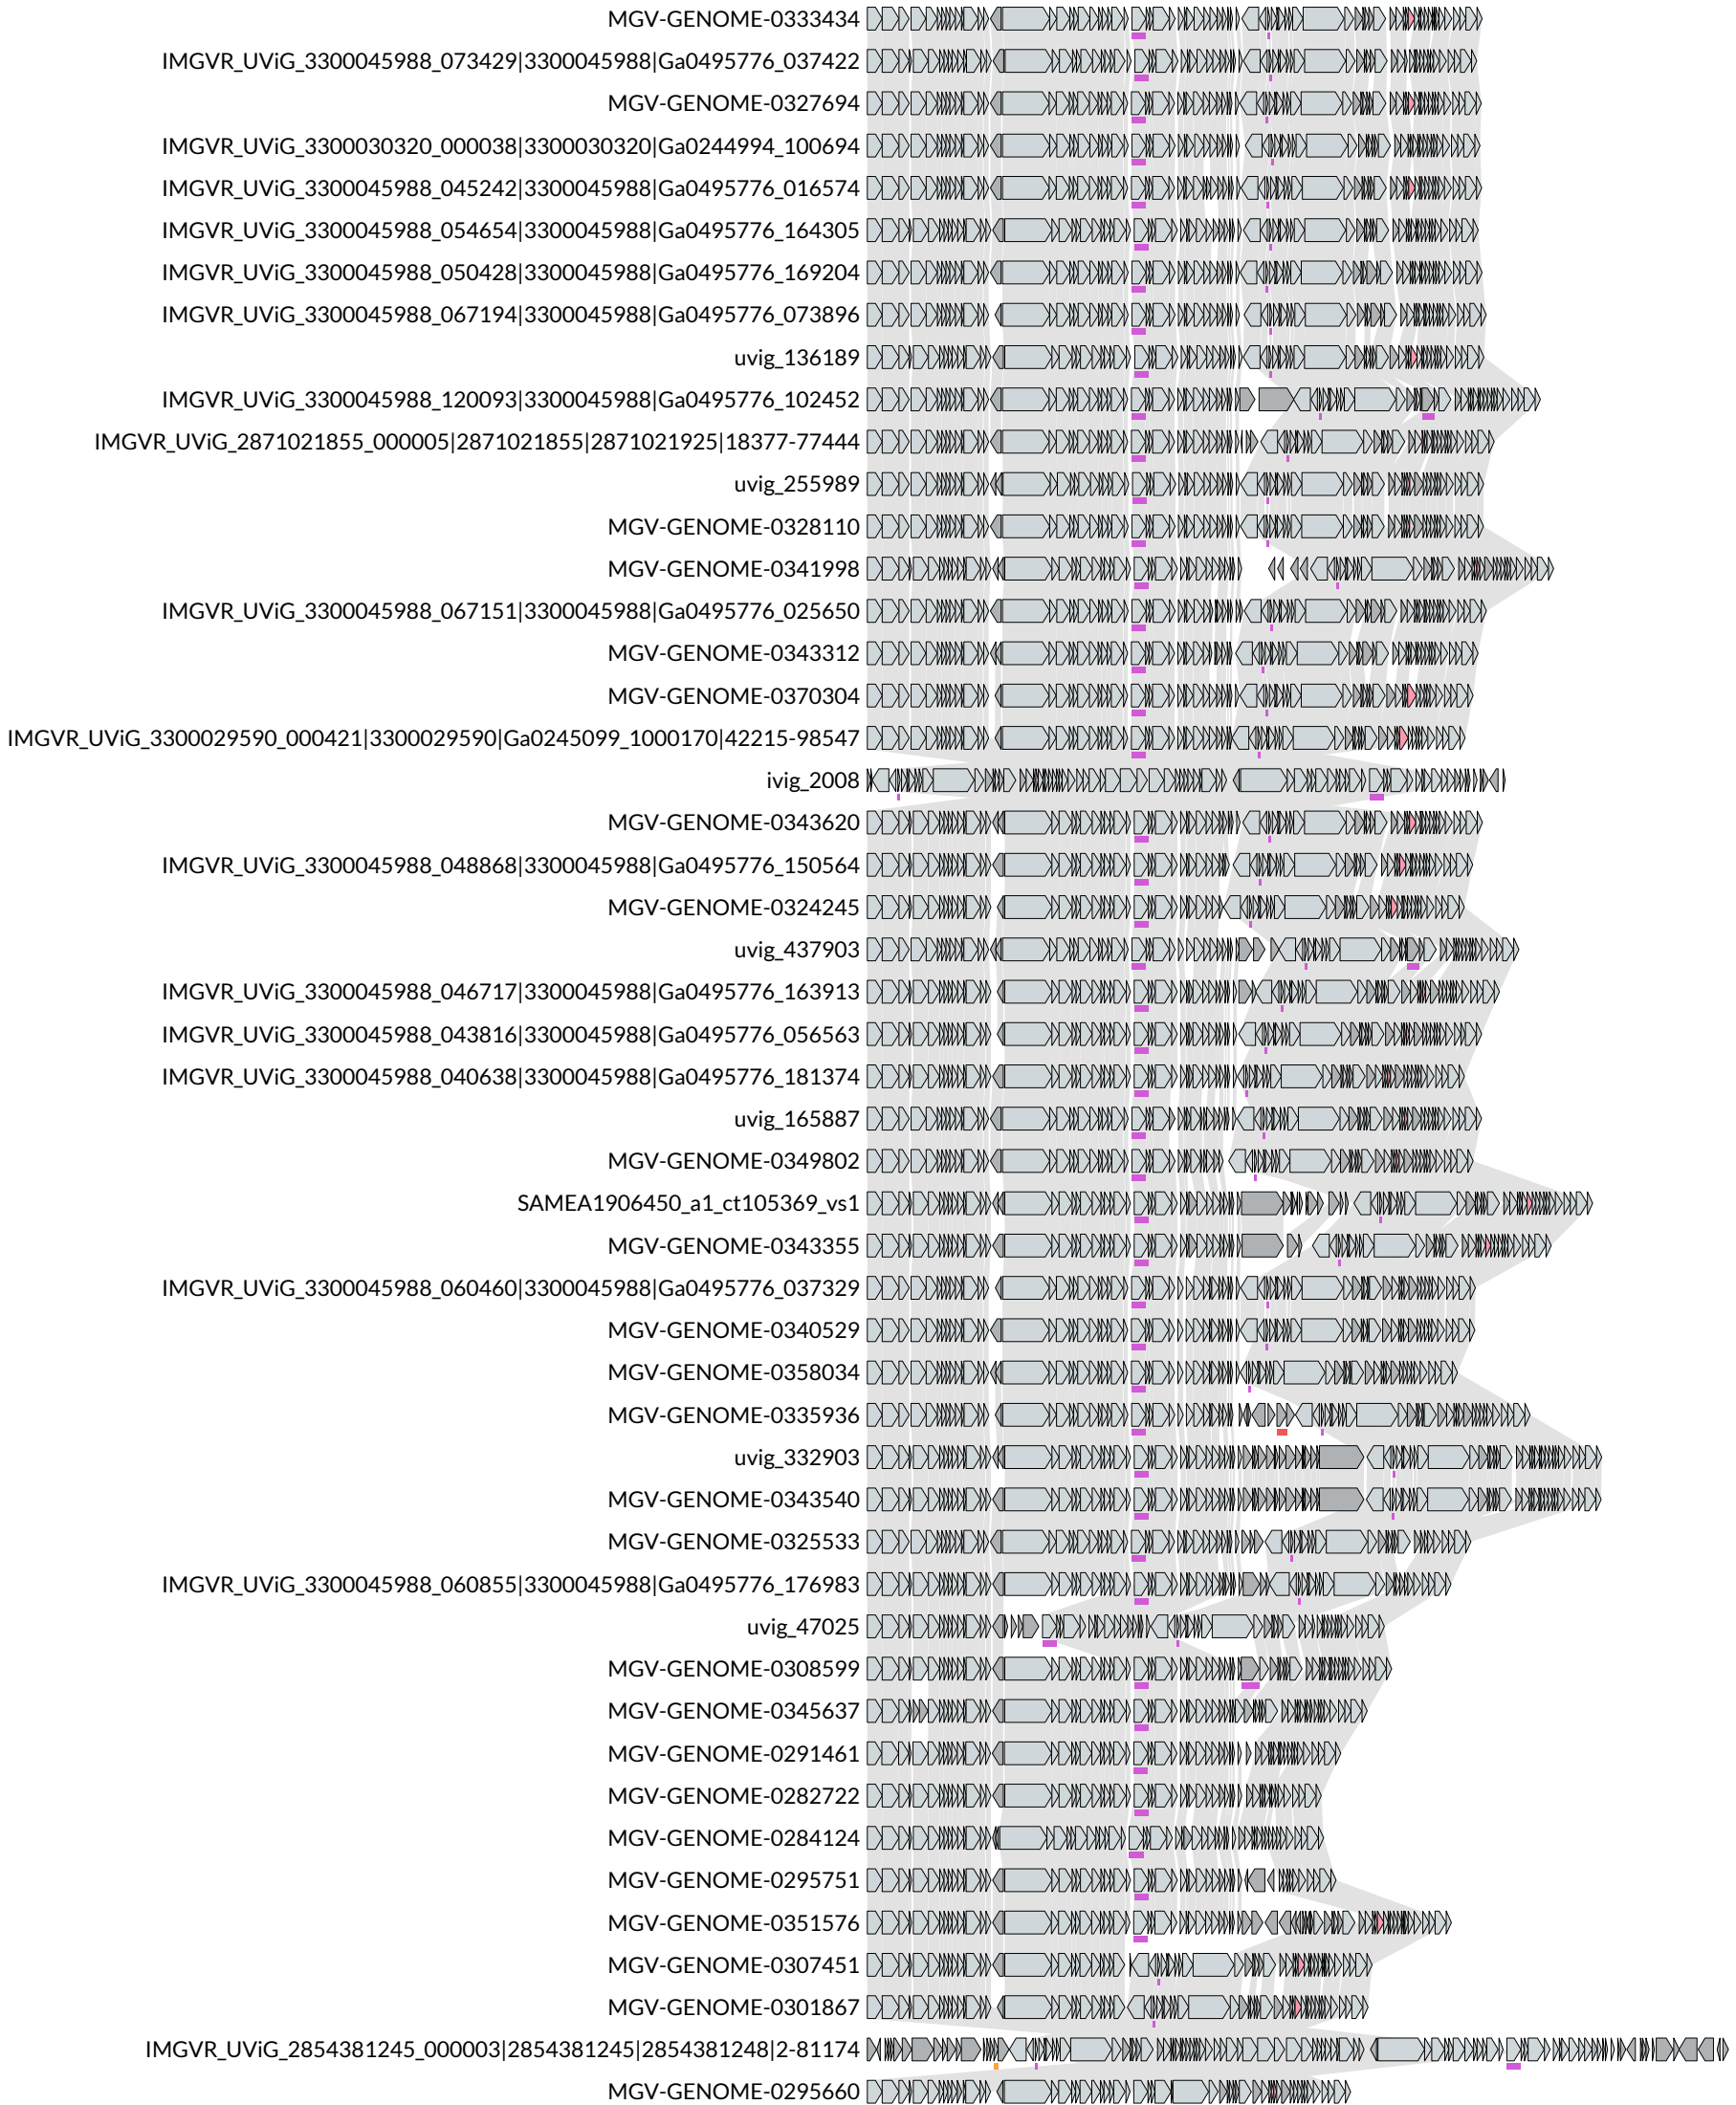 MGV-GENOME-0333434
IMGVR_UViG_3300045988_073429|3300045988|Ga0495776_037422
MGV-GENOME-0327694
IMGVR_UViG_3300030320_000038|3300030320|Ga0244994_100694
IMGVR_UViG_3300045988_045242|3300045988|Ga0495776_016574
IMGVR_UViG_3300045988_054654|3300045988|Ga0495776_164305
IMGVR_UViG_3300045988_050428|3300045988|Ga0495776_169204
IMGVR_UViG_3300045988_067194|3300045988|Ga0495776_073896
uvig_136189
IMGVR_UViG_3300045988_120093|3300045988|Ga0495776_102452
IMGVR_UViG_2871021855_000005|2871021855|2871021925|18377-77444
uvig_255989
MGV-GENOME-0328110
MGV-GENOME-0341998
IMGVR_UViG_3300045988_067151|3300045988|Ga0495776_025650
MGV-GENOME-0343312
MGV-GENOME-0370304
IMGVR_UViG_3300029590_000421|3300029590|Ga0245099_1000170|42215-98547
ivig_2008
MGV-GENOME-0343620
IMGVR_UViG_3300045988_048868|3300045988|Ga0495776_150564
MGV-GENOME-0324245
uvig_437903
IMGVR_UViG_3300045988_046717|3300045988|Ga0495776_163913
IMGVR_UViG_3300045988_043816|3300045988|Ga0495776_056563
IMGVR_UViG_3300045988_040638|3300045988|Ga0495776_181374
uvig_165887
MGV-GENOME-0349802
SAMEA1906450_a1_ct105369_vs1
MGV-GENOME-0343355
IMGVR_UViG_3300045988_060460|3300045988|Ga0495776_037329
MGV-GENOME-0340529
MGV-GENOME-0358034
MGV-GENOME-0335936
uvig_332903
MGV-GENOME-0343540
MGV-GENOME-0325533
IMGVR_UViG_3300045988_060855|3300045988|Ga0495776_176983
uvig_47025
MGV-GENOME-0308599
MGV-GENOME-0345637
MGV-GENOME-0291461
MGV-GENOME-0282722
MGV-GENOME-0284124
MGV-GENOME-0295751
MGV-GENOME-0351576
MGV-GENOME-0307451
MGV-GENOME-0301867
IMGVR_UViG_2854381245_000003|2854381245|2854381248|2-81174
MGV-GENOME-0295660